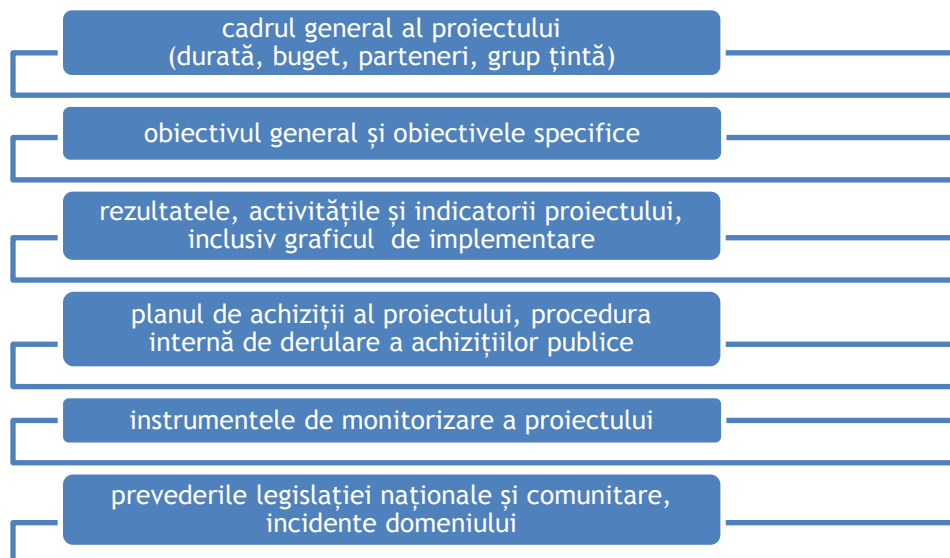 cadrul general al proiectului
(durată, buget, parteneri, grup țintă)
obiectivul general și obiectivele specifice
rezultatele, activitățile și indicatorii proiectului,
inclusiv graficul de implementare
planul de achiziții al proiectului, procedura
internă de derulare a achizițiilor publice
instrumentele de monitorizare a proiectului
prevederile legislației naționale și comunitare,
incidente domeniului